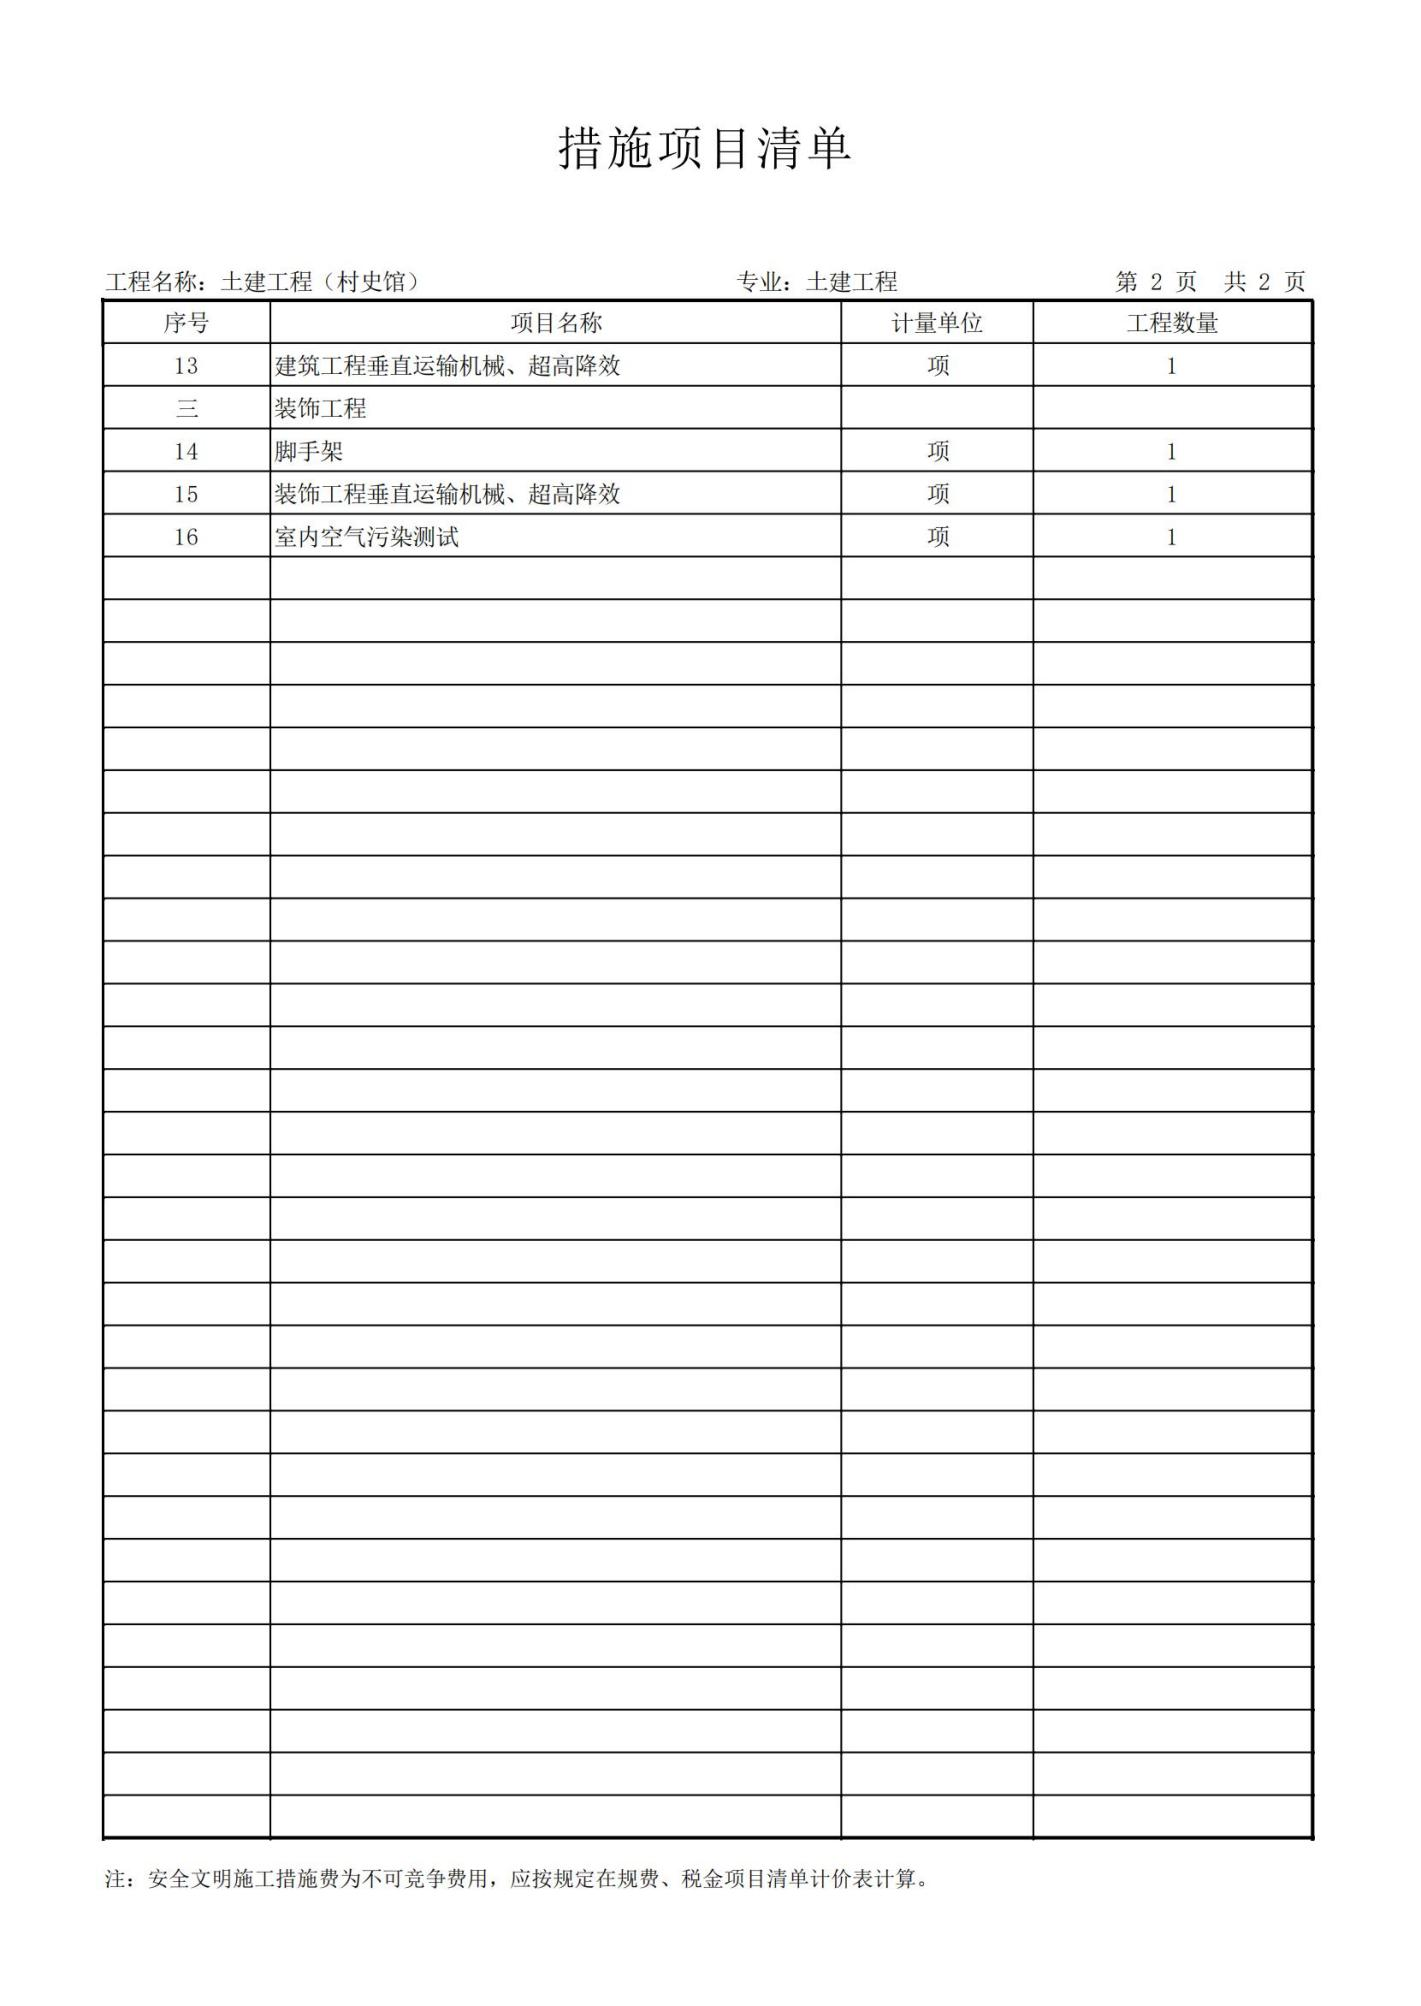 措施项目清单
工程名称：土建工程（村史馆） 专业：土建工程 第 2 页 共 2 页
序号 项目名称 计量单位 工程数量
13 建筑工程垂直运输机械、超高降效 项 1
三 装饰工程
14 脚手架 项 1
15 装饰工程垂直运输机械、超高降效 项 1
16 室内空气污染测试 项 1
注：安全文明施工措施费为不可竞争费用，应按规定在规费、税金项目清单计价表计算。